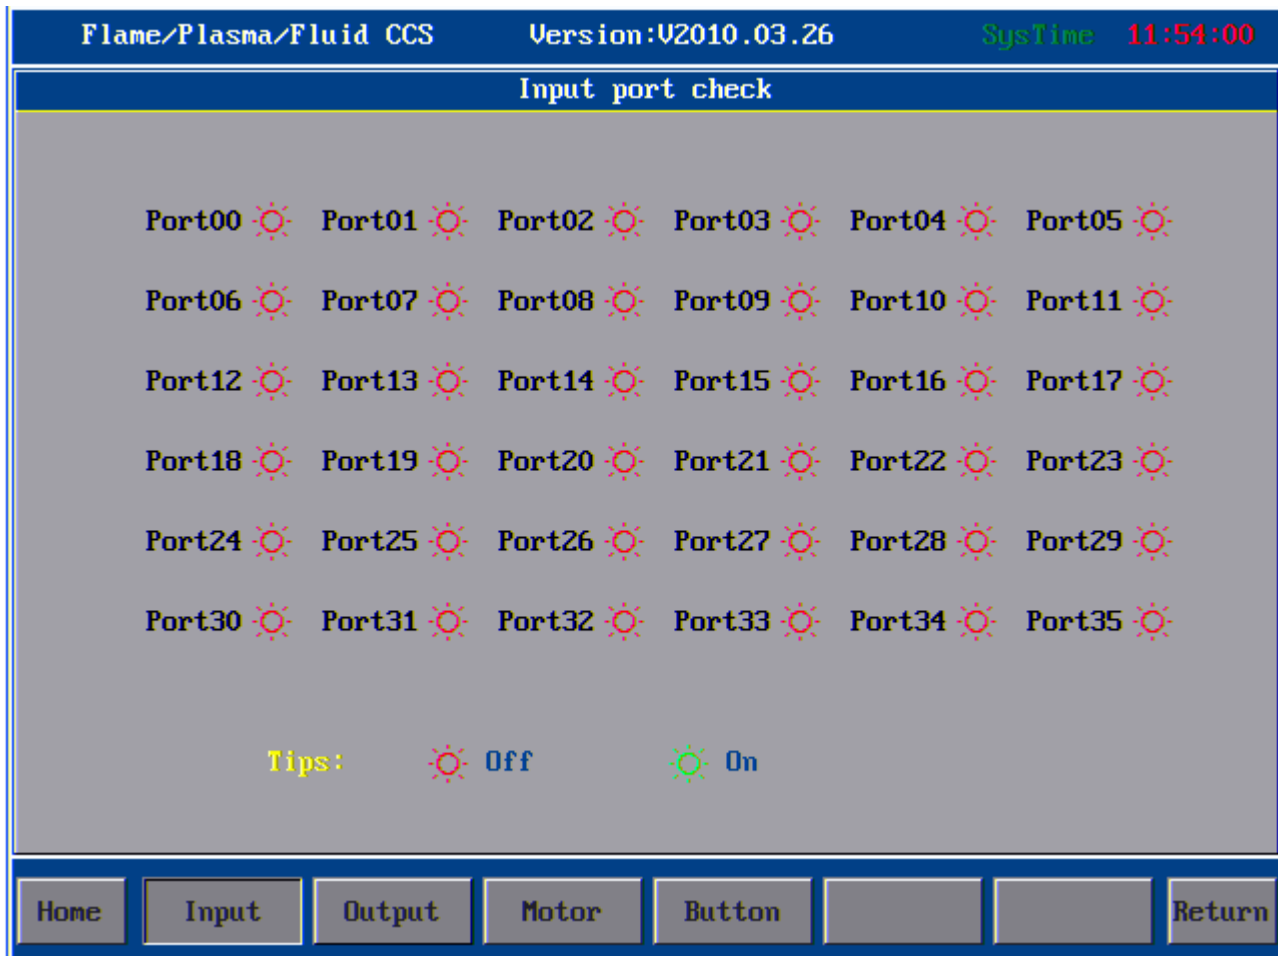 Flame/Plasma/Fluid CCS Version:V2010.03.26 SysTime 11:54:00
Input port check
Port00 Port01 Port02 Port03 Port04 Port05
Port06 Port07 Port08 Port09 Port10 Port11
Port12 Port13 Port14 Port15 Port16 Port17
Port18 Port19 Port20 Port21 Port22 Port23
Port24 Port25 Port26 Port27 Port28 Port29
Port30 Port31 Port32 Port33 Port34 Port35
Tips: Off On
Home Input Output Motor Button Return